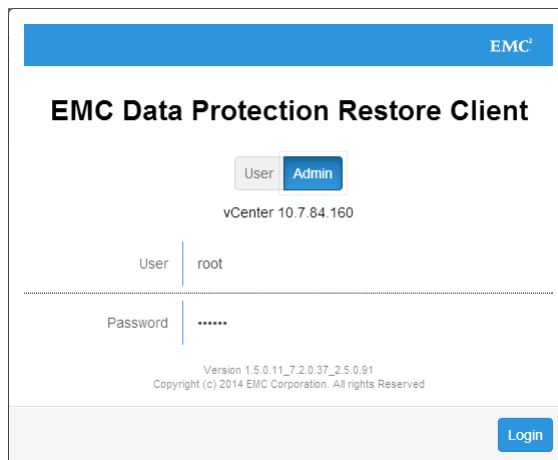 EMC²
EMC Data Protection Restore Client
User Admin
vCenter 10.7.84.160
User root
Password ••••••
Version 1.5.0.11_7.2.0.37_2.5.0.91
Copyright (c) 2014 EMC Corporation. All rights Reserved
Login